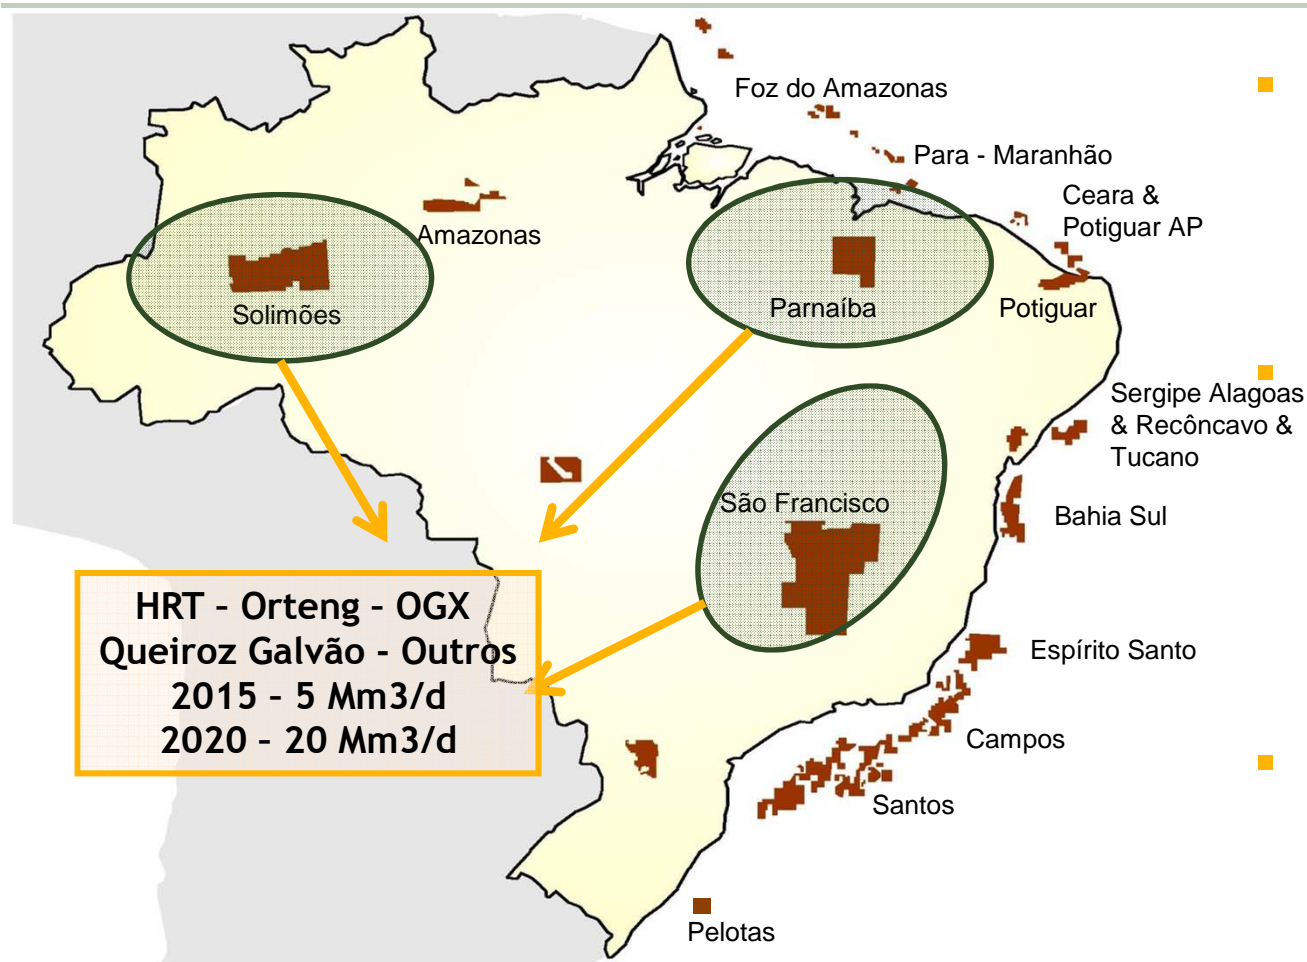 Foz do Amazonas
Para - Maranhão
Ceara &
Potiguar AP
Amazonas
Solimões
Parnaíba
Potiguar
Sergipe Alagoas
& Recôncavo &
Tucano
São Francisco
Bahia Sul
HRT - Orteng - OGX
Queiroz Galvão - Outros
2015 - 5 Mm3/d
2020 - 20 Mm3/d
Espírito Santo
Campos
Santos
Pelotas